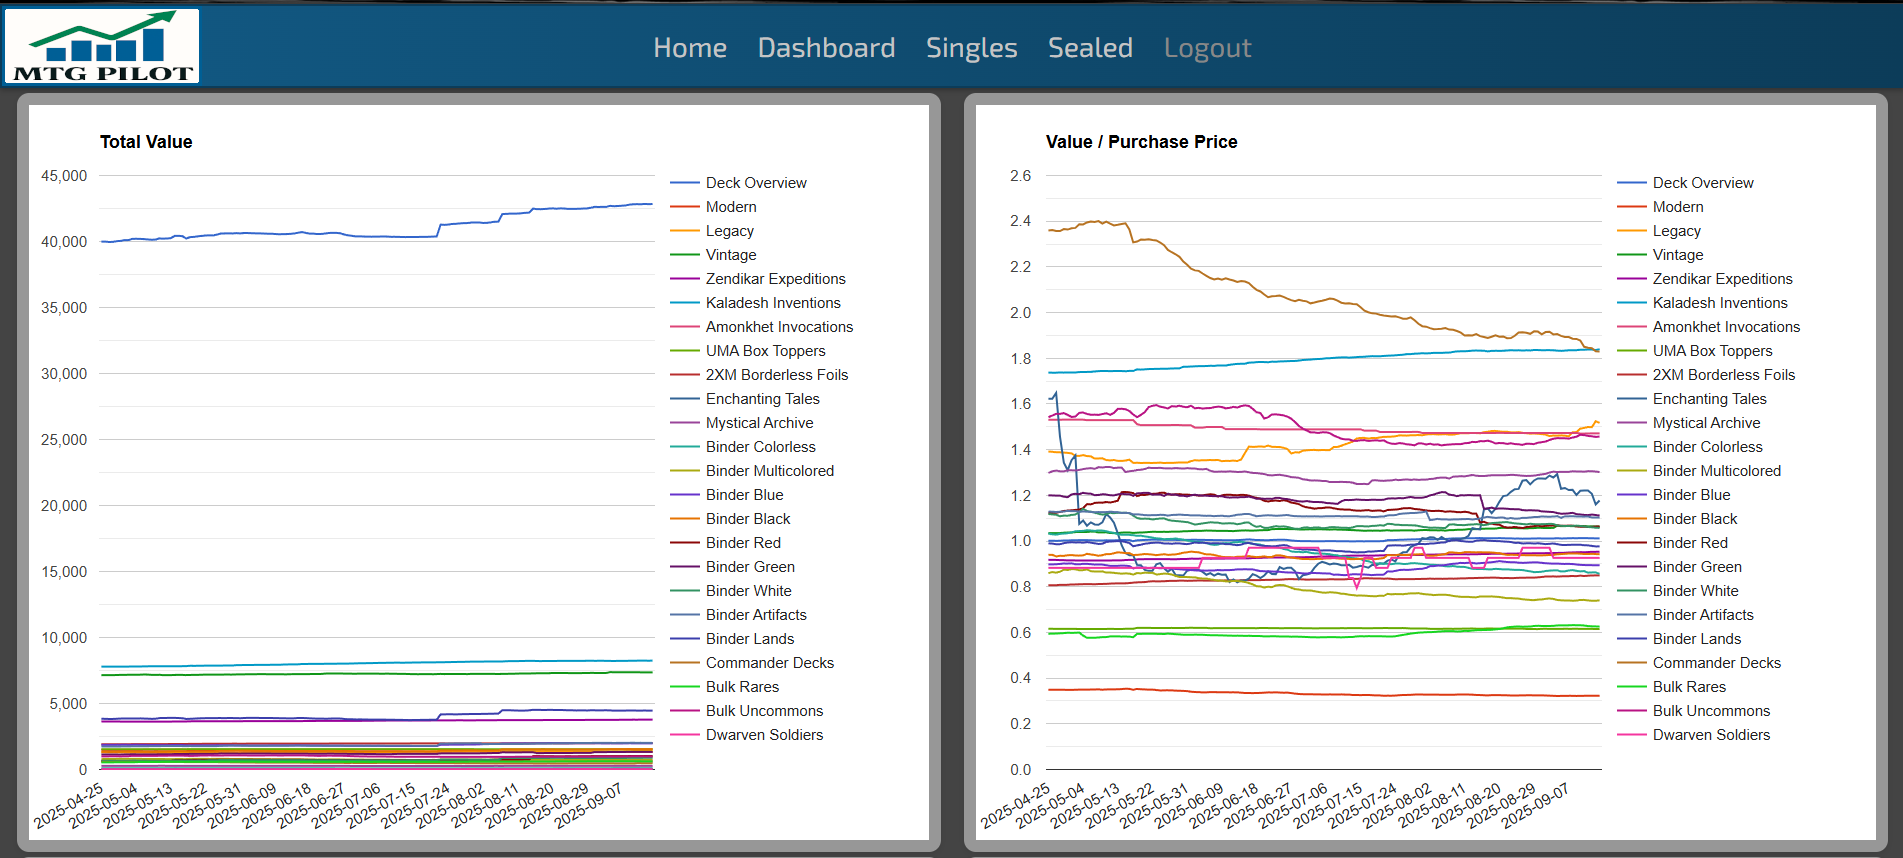 MTG PILOT
Home Dashboard Singles Sealed Logout
Total Value
45,000
40,000
35,000
30,000
25,000
20,000
15,000
10,000
5,000
0
2025-04-25
2025-05-04
2025-05-13
2025-05-22
2025-05-31
2025-06-09
2025-06-18
2025-06-27
2025-07-06
2025-07-15
2025-07-24
2025-08-02
2025-08-11
2025-08-20
2025-08-29
2025-09-07
Deck Overview
Modern
Legacy
Vintage
Zendikar Expeditions
Kaladesh Inventions
Amonkhet Invocations
UMA Box Toppers
2XM Borderless Foils
Enchanting Tales
Mystical Archive
Binder Colorless
Binder Multicolored
Binder Blue
Binder Black
Binder Red
Binder Green
Binder White
Binder Artifacts
Binder Lands
Commander Decks
Bulk Rares
Bulk Uncommons
Dwarven Soldiers
Value / Purchase Price
2.6
2.4
2.2
2.0
1.8
1.6
1.4
1.2
1.0
0.8
0.6
0.4
0.2
0.0
2025-04-25
2025-05-04
2025-05-13
2025-05-22
2025-05-31
2025-06-09
2025-06-18
2025-06-27
2025-07-06
2025-07-15
2025-07-24
2025-08-02
2025-08-11
2025-08-20
2025-08-29
2025-09-07
Deck Overview
Modern
Legacy
Vintage
Zendikar Expeditions
Kaladesh Inventions
Amonkhet Invocations
UMA Box Toppers
2XM Borderless Foils
Enchanting Tales
Mystical Archive
Binder Colorless
Binder Multicolored
Binder Blue
Binder Black
Binder Red
Binder Green
Binder White
Binder Artifacts
Binder Lands
Commander Decks
Bulk Rares
Bulk Uncommons
Dwarven Soldiers